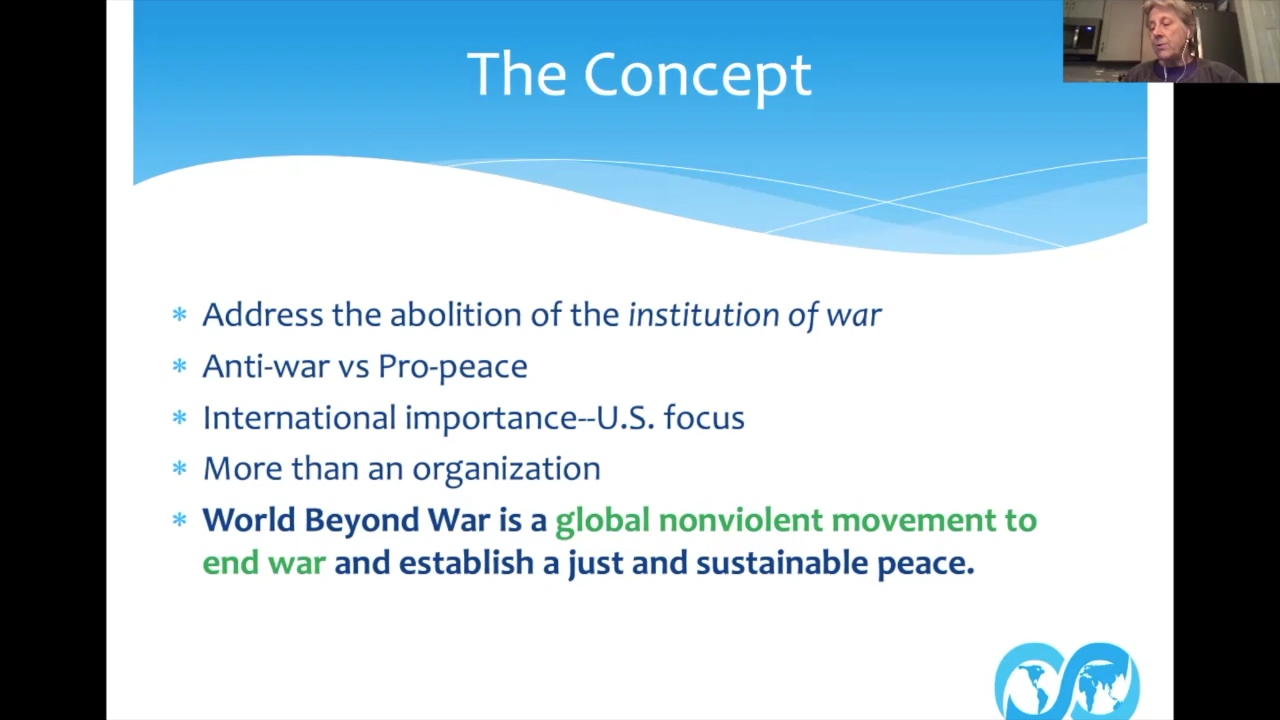 The Concept
* Address the abolition of the institution of war
* Anti-war vs Pro-peace
* International importance--U.S. focus
* More than an organization
* World Beyond War is a global nonviolent movement to
end war and establish a just and sustainable peace.